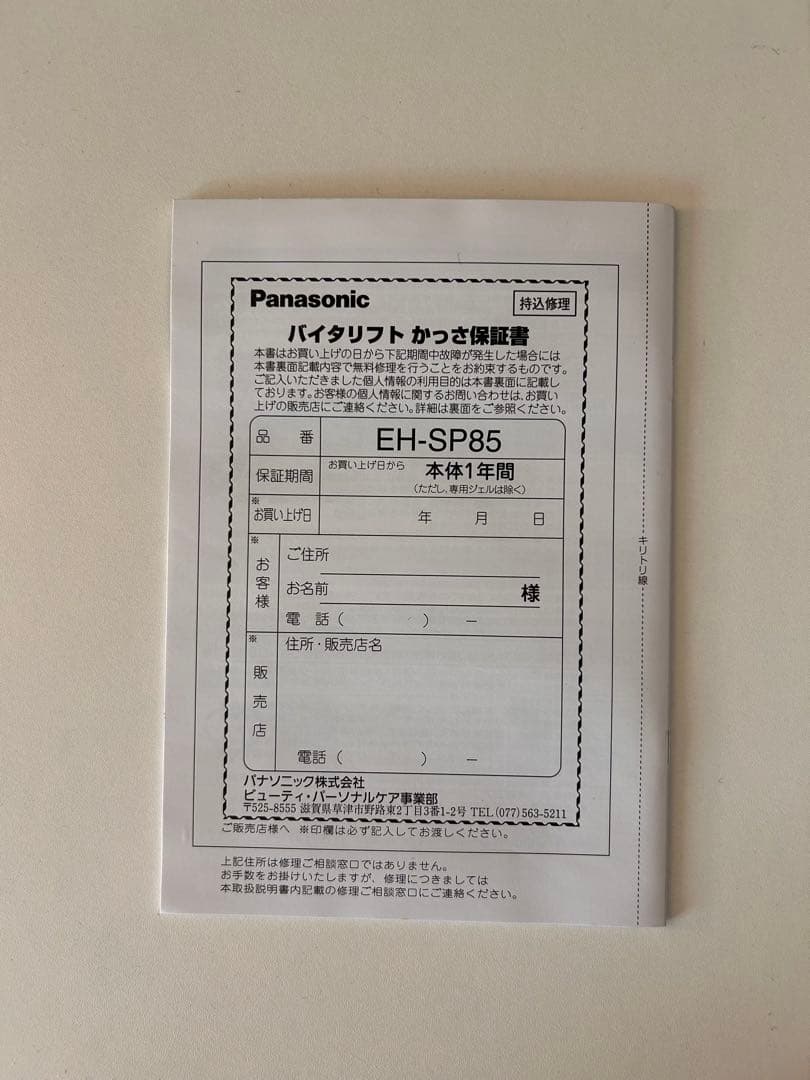 Panasonic
持込修理
バイタリフト かっさ保証書
本書はお買い上げの日から下記期間中故障が発生した場合には
本書裏面記載内容で無料修理を行うことをお約束するものです。
ご記入いただきました個人情報の利用目的は本書裏面に記載し
ております。お客様の個人情報に関するお問い合わせは、お買い
上げの販売店にご連絡ください。詳細は裏面をご参照ください。
品番 EH-SP85
保証期間 お買い上げ日から 本体1年間
(ただし、専用ジェルは除く)
※お買い上げ日 年 月 日
※お客様 ご住所
お名前 様
電話( ) ー
※販売店 住所・販売店名
電話( ) ー
パナソニック株式会社
ビューティ・パーソナルケア事業部
〒525-8555 滋賀県草津市野路東2丁目3番1-2号 TEL(077)563-5211
ご販売店様へ ※印欄は必ず記入してお渡しください。
上記住所は修理ご相談窓口ではありません。
お手数をお掛けいたしますが、修理につきましては
本取扱説明書内記載の修理ご相談窓口にご連絡ください。
キリトリ線